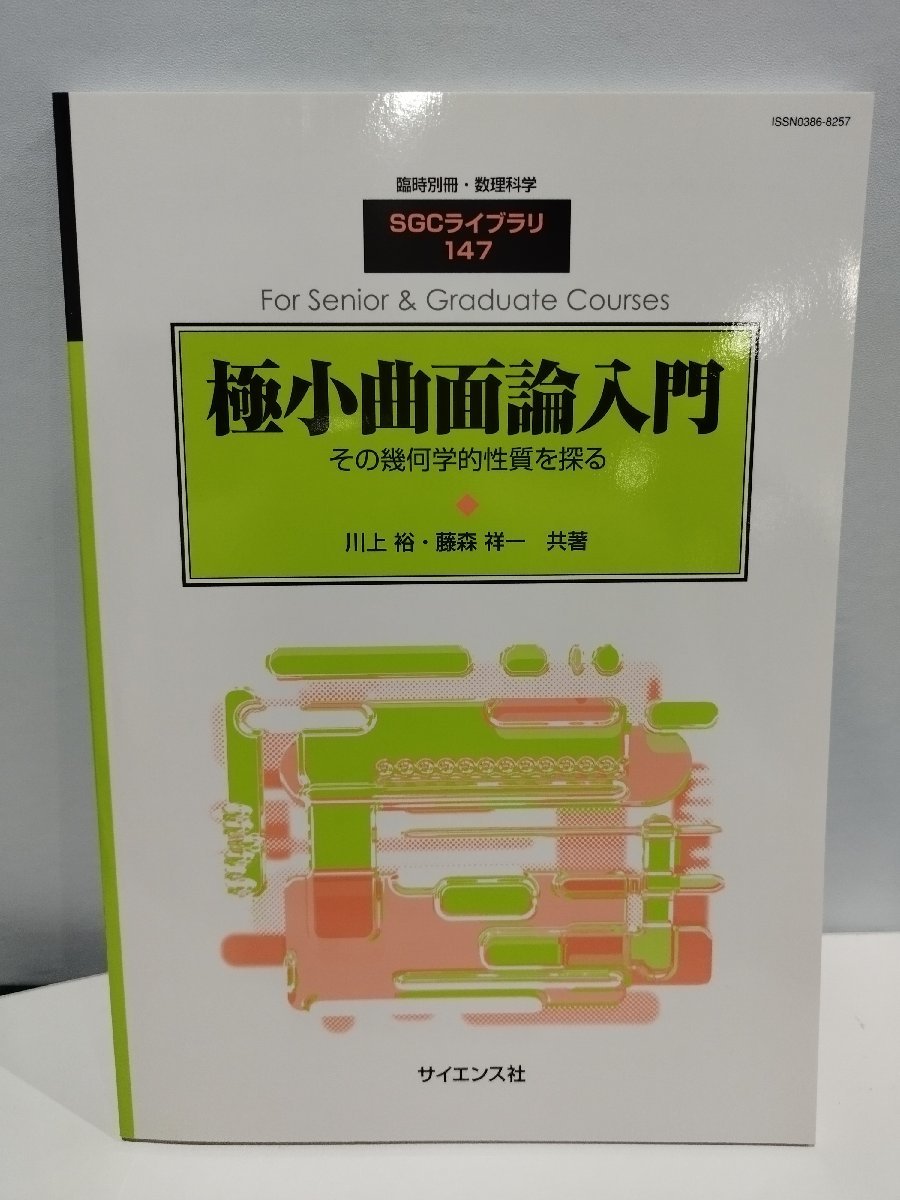 ISSN0386-8257
臨時別冊・数理科学
SGCライブラリ
147
For Senior & Graduate Courses
極小曲面論入門
その幾何学的性質を探る
川上 裕・藤森 祥一 共著
サイエンス社